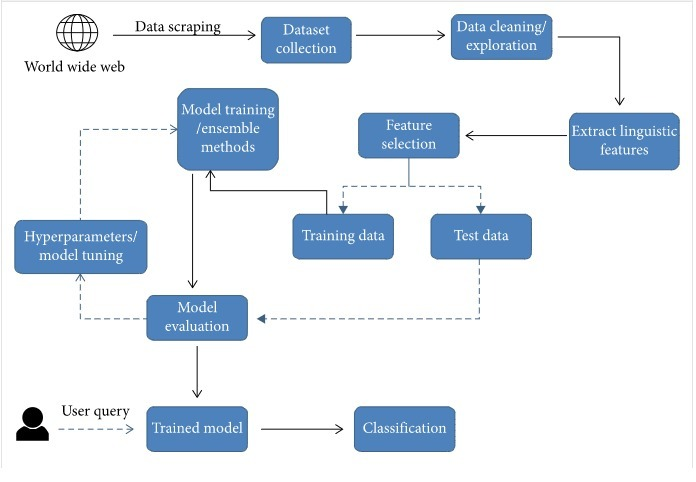 Data scraping
World wide web
Dataset
collection
Data cleaning/
exploration
Extract linguistic
features
Feature
selection
Model training
/ensemble
methods
Training data
Test data
Hyperparameters/
model tuning
Model
evaluation
User query
Trained model
Classification